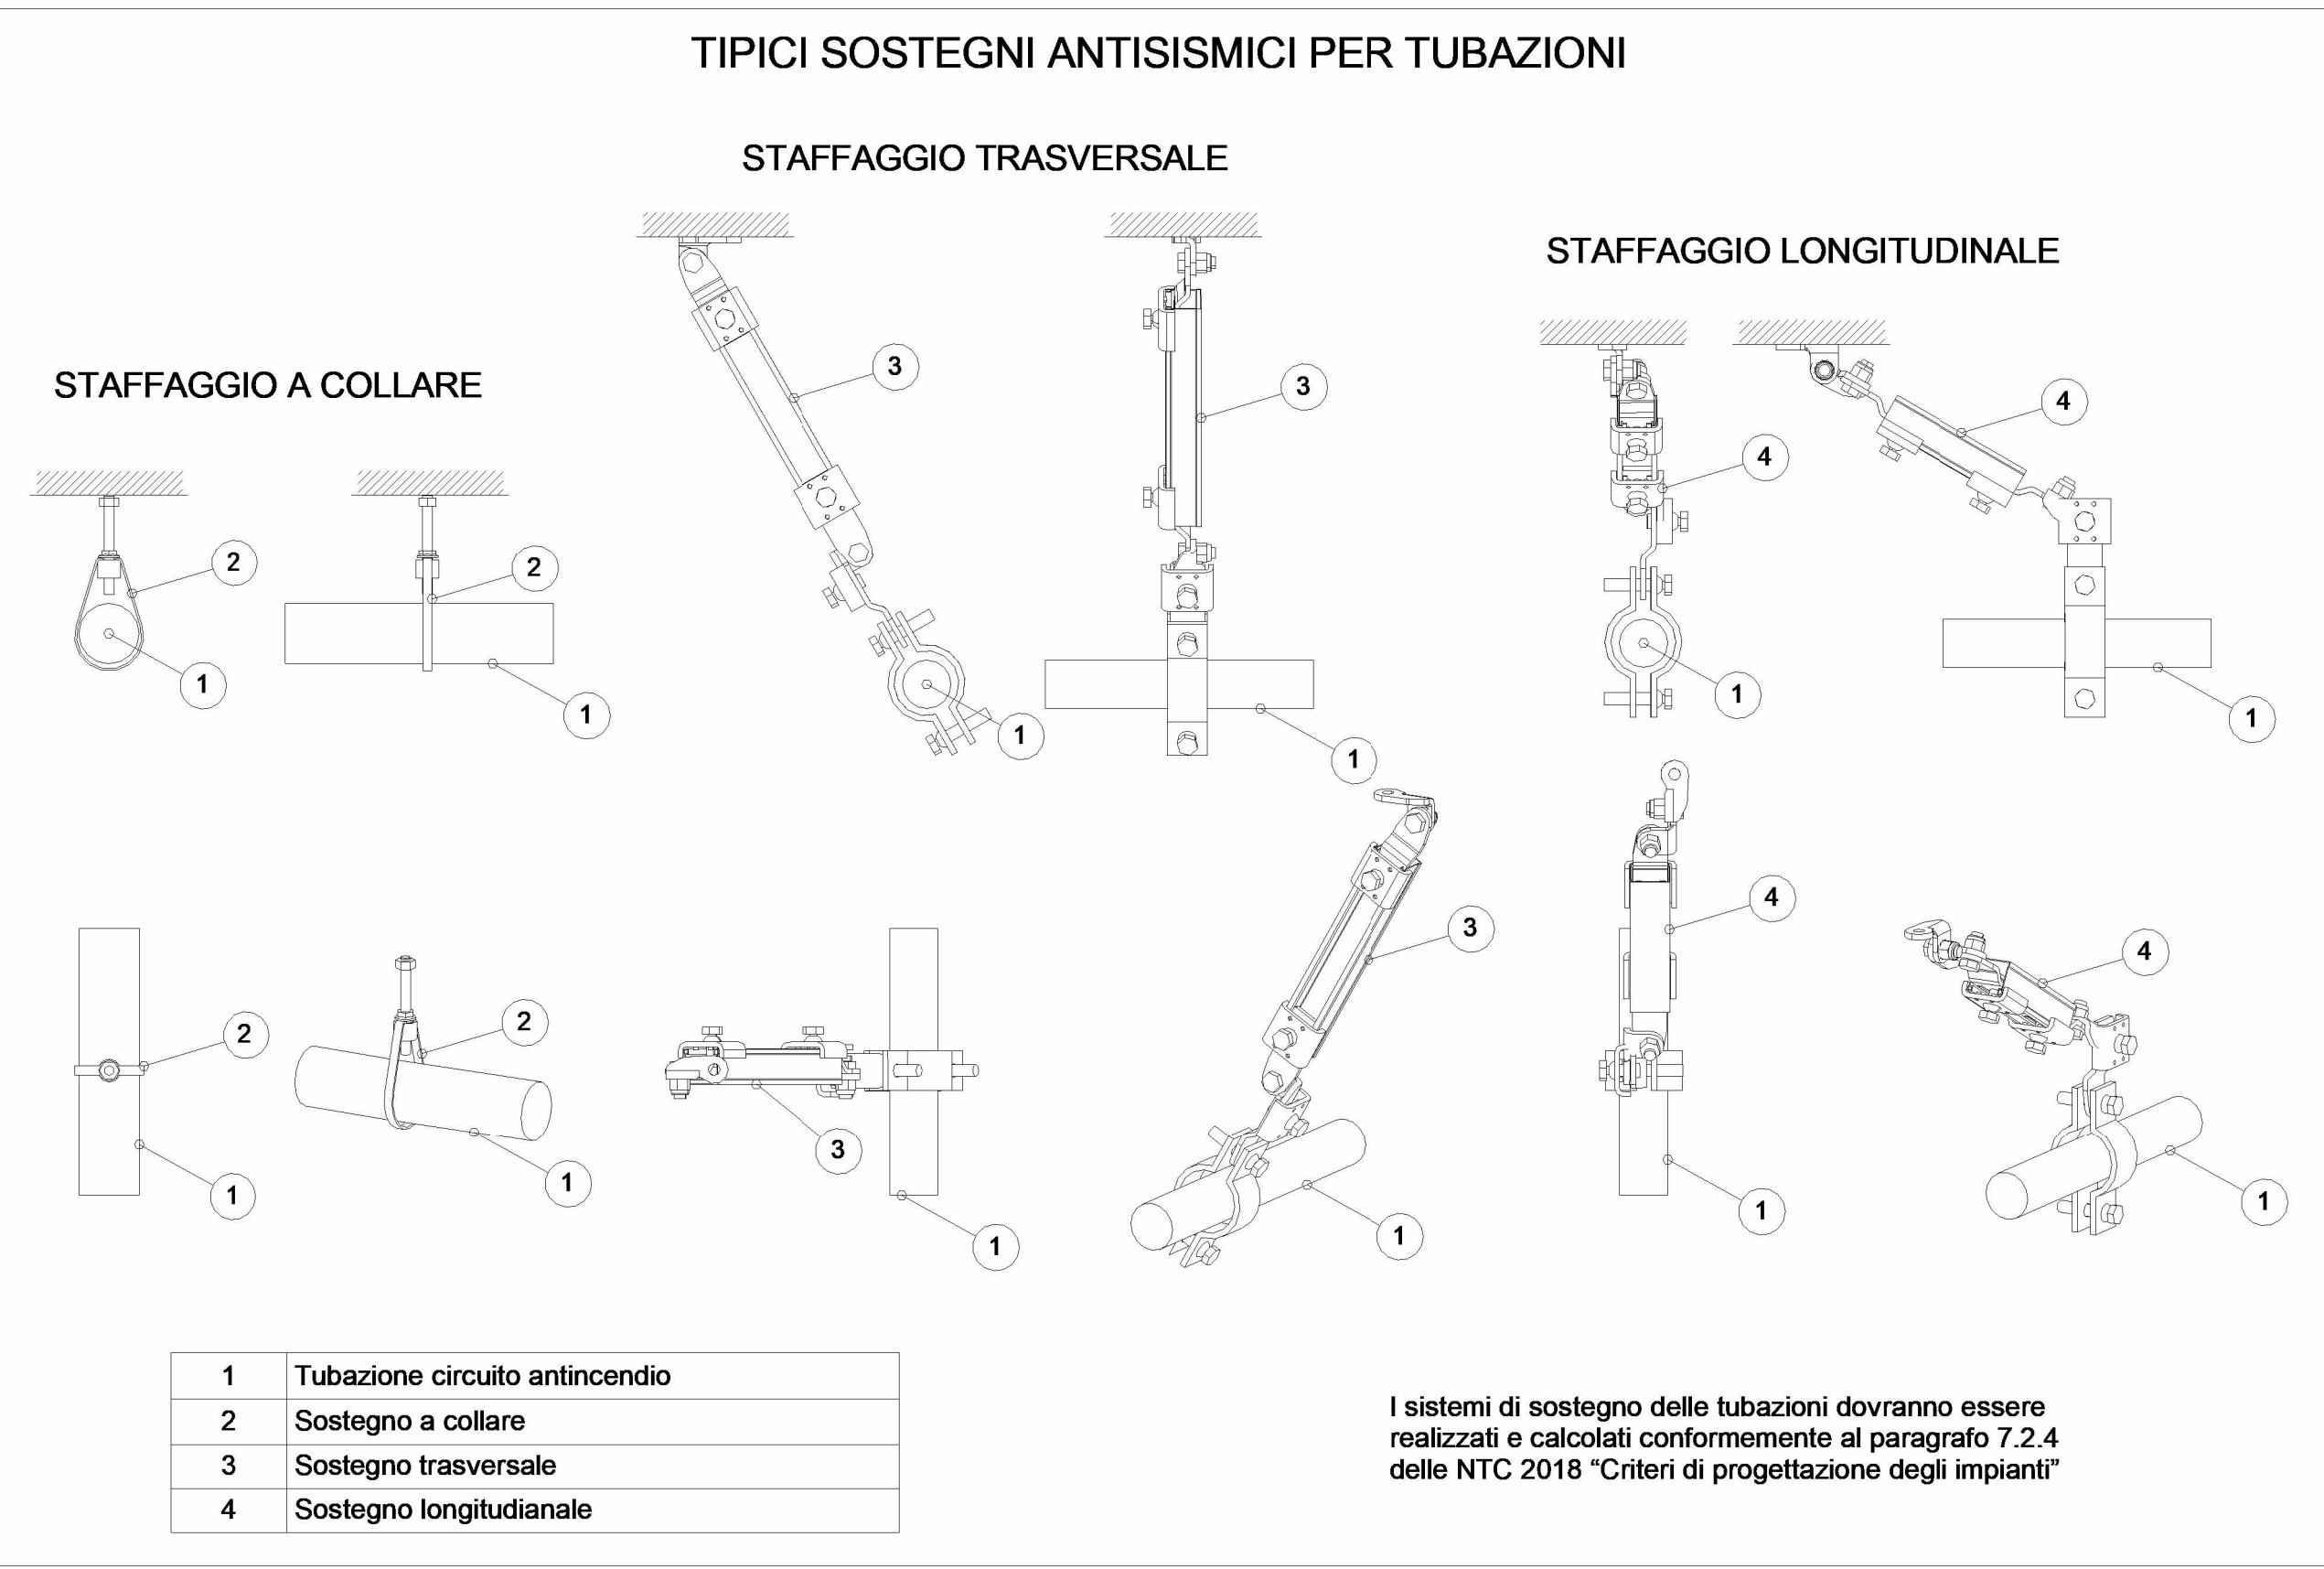 TIPICI SOSTEGNI ANTISISMICI PER TUBAZIONI
STAFFAGGIO TRASVERSALE
STAFFAGGIO LONGITUDINALE
STAFFAGGIO A COLLARE
3
3
4
4
2
2
1
1
1
1
1
1
4
3
4
2
2
3
1
1
1
1
1
1
1 Tubazione circuito antincendio
2 Sostegno a collare
3 Sostegno trasversale
4 Sostegno longitudianale
I sistemi di sostegno delle tubazioni dovranno essere
realizzati e calcolati conformemente al paragrafo 7.2.4
delle NTC 2018 “Criteri di progettazione degli impianti”